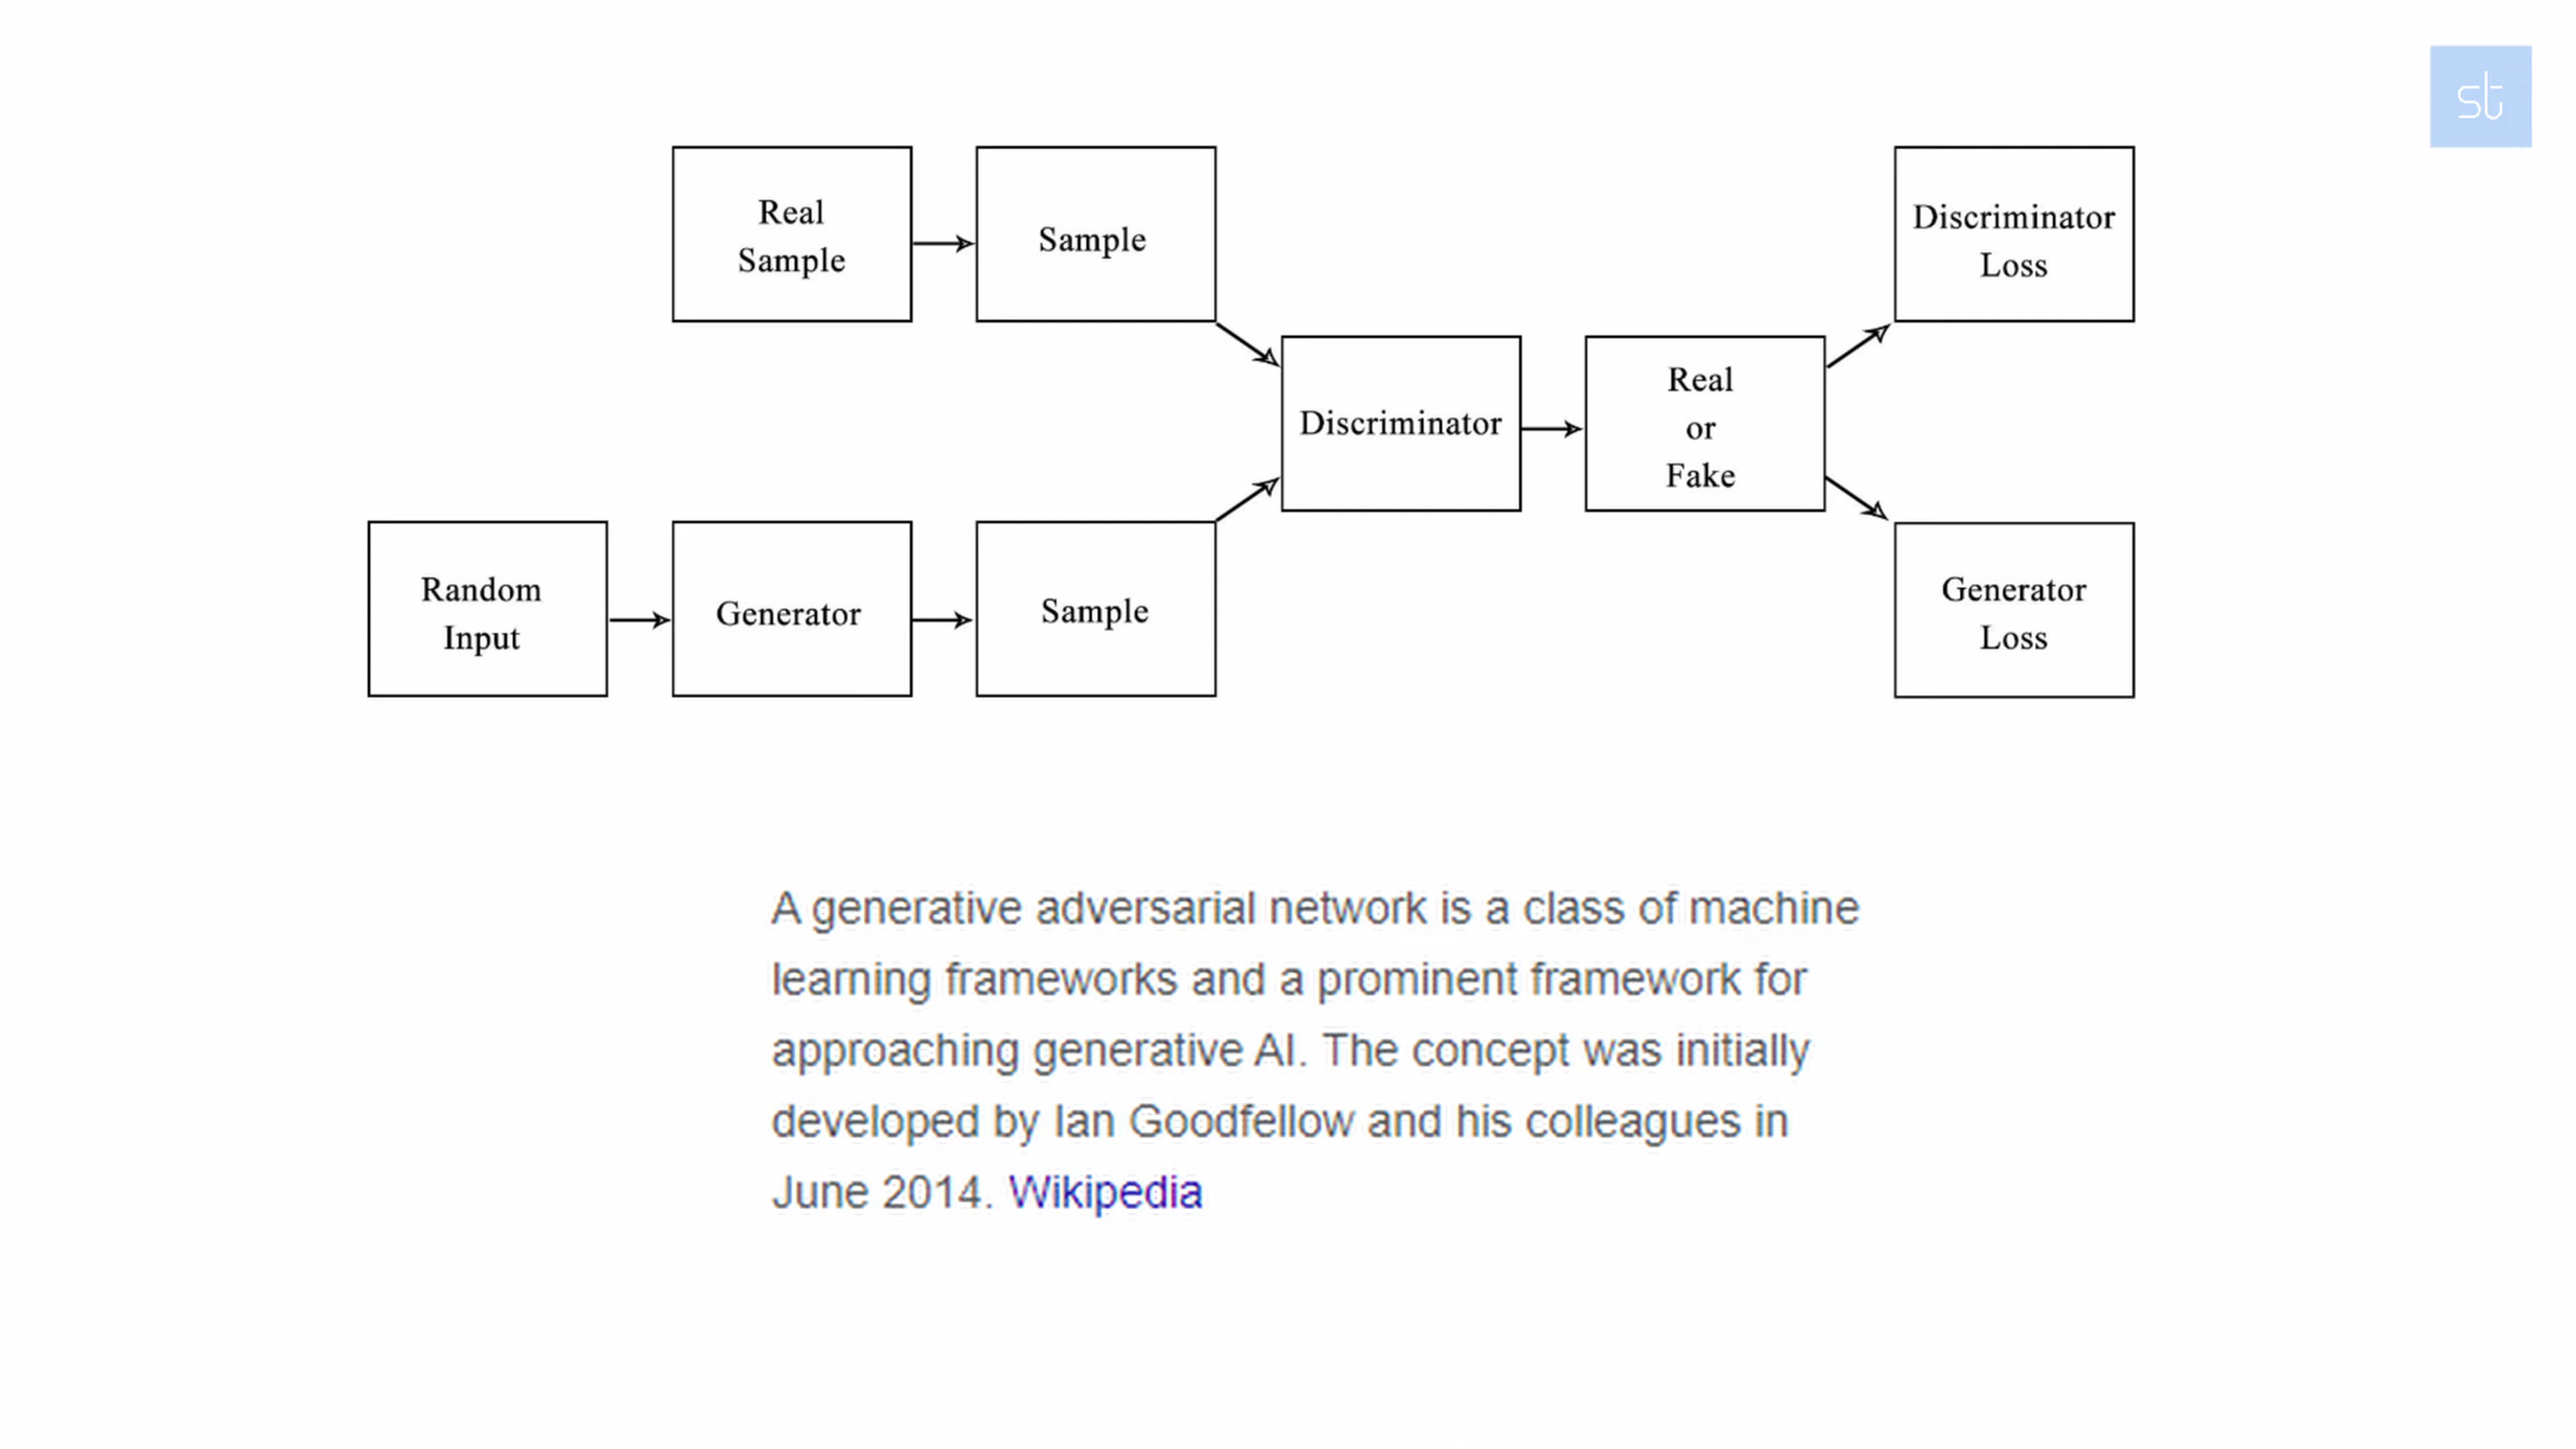 st
Real
Sample
Sample
Discriminator
Loss
Discriminator
Real
or
Fake
Random
Input
Generator
Sample
Generator
Loss
A generative adversarial network is a class of machine
learning frameworks and a prominent framework for
approaching generative AI. The concept was initially
developed by Ian Goodfellow and his colleagues in
June 2014. Wikipedia